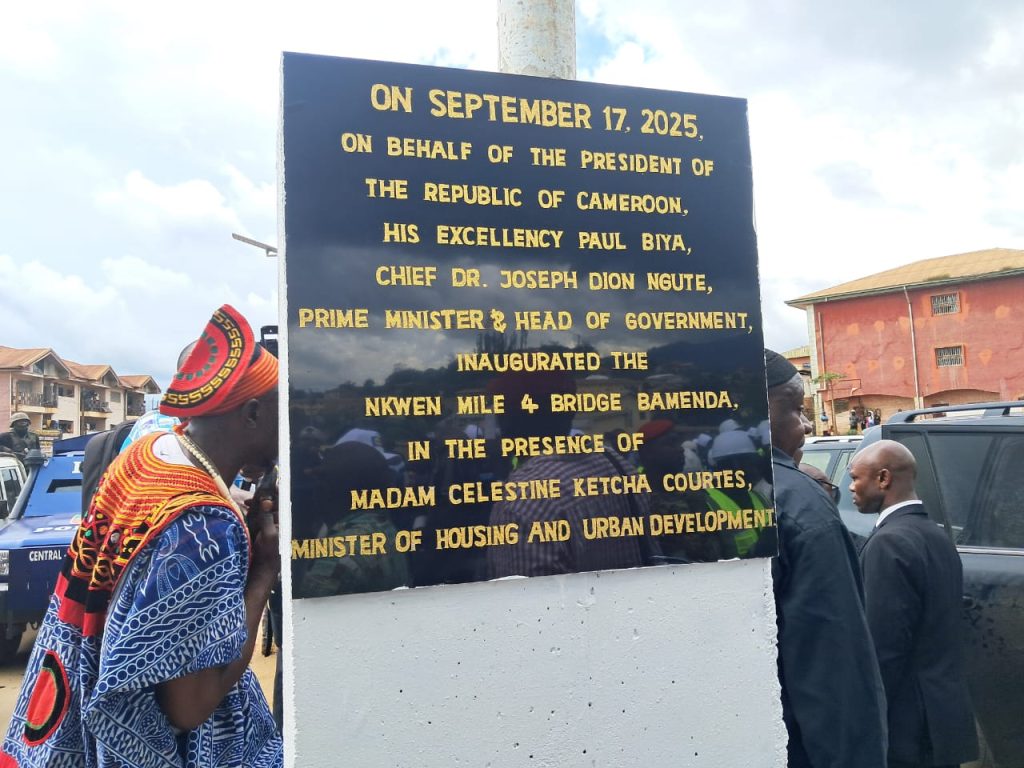 ON SEPTEMBER 17, 2025,
ON BEHALF OF THE PRESIDENT OF
THE REPUBLIC OF CAMEROON,
HIS EXCELLENCY PAUL BIYA,
CHIEF DR. JOSEPH DION NGUTE,
PRIME MINISTER & HEAD OF GOVERNMENT,
INAUGURATED THE
NKWEN MILE 4 BRIDGE BAMENDA,
IN THE PRESENCE OF
MADAM CELESTINE KETCHA COURTES,
MINISTER OF HOUSING AND URBAN DEVELOPMENT
CENTRAL